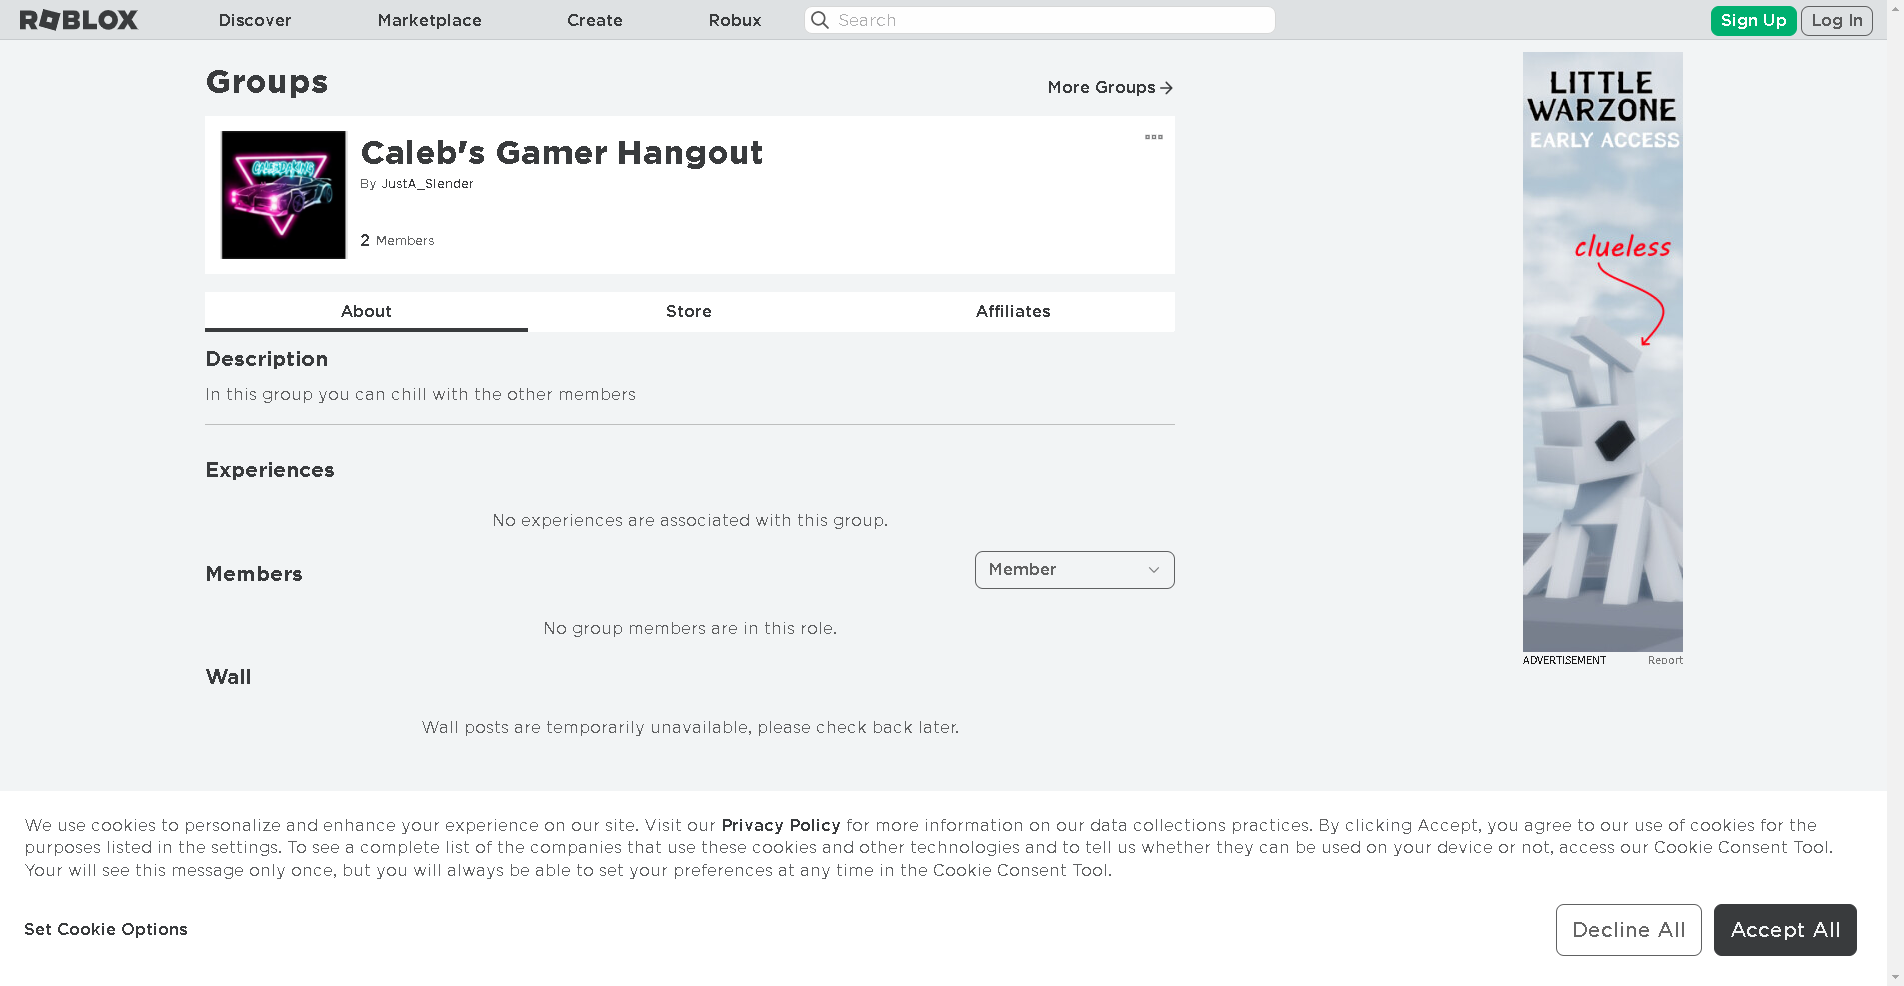 ROBLOX Discover Marketplace Create Robux Search Sign Up Log In
Groups
More Groups
CALEBDAKING
Caleb's Gamer Hangout
By JustA_Slender
2 Members
About Store Affiliates
Description
In this group you can chill with the other members
Experiences
No experiences are associated with this group.
Members
Member
No group members are in this role.
Wall
Wall posts are temporarily unavailable, please check back later.
LITTLE
WARZONE
EARLY ACCESS
clueless
ADVERTISEMENT Report
We use cookies to personalize and enhance your experience on our site. Visit our Privacy Policy for more information on our data collections practices. By clicking Accept, you agree to our use of cookies for the
purposes listed in the settings. To see a complete list of the companies that use these cookies and other technologies and to tell us whether they can be used on your device or not, access our Cookie Consent Tool.
Your will see this message only once, but you will always be able to set your preferences at any time in the Cookie Consent Tool.
Set Cookie Options
Decline All
Accept All